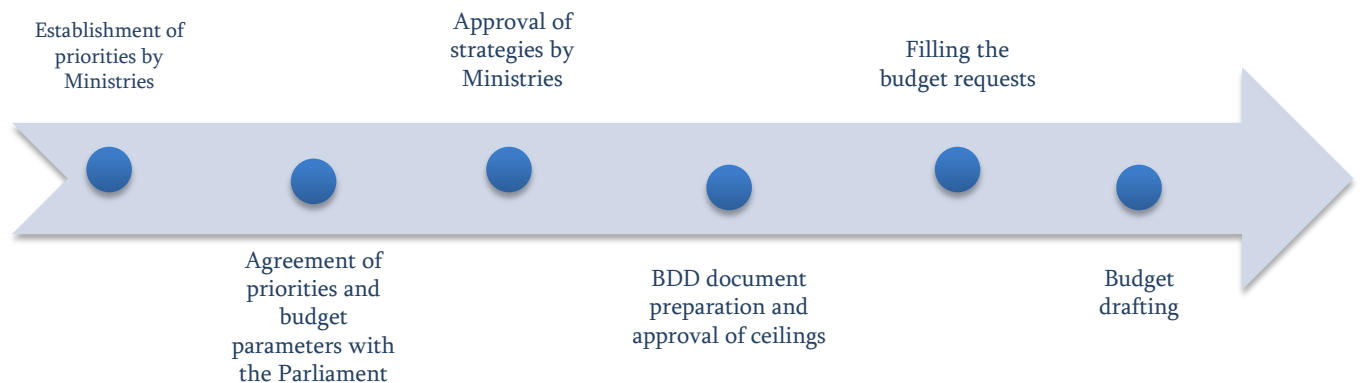 Establishment of
priorities by
Ministries
Agreement of
priorities and
budget
parameters with
the Parliament
Approval of
strategies by
Ministries
BDD document
preparation and
approval of ceilings
Filling the
budget requests
Budget
drafting